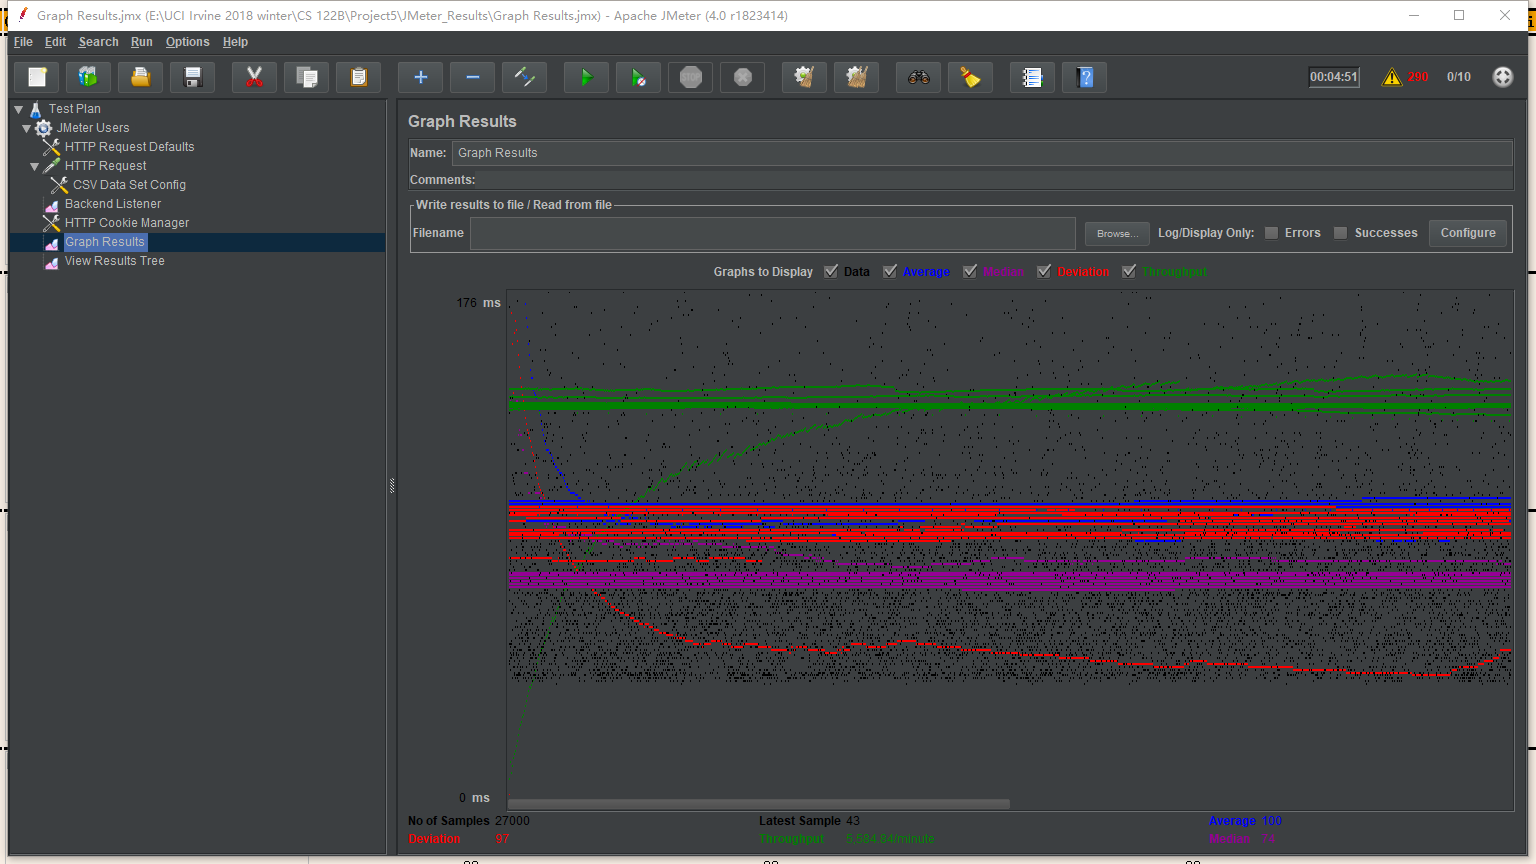 Graph Results.jmx (E:\UCI Irvine 2018 winter\CS 122B\Project5\JMeter_Results\Graph Results.jmx) - Apache JMeter (4.0 r1823414)
File Edit Search Run Options Help
STOP
00:04:51 290 0/10
Test Plan
JMeter Users
HTTP Request Defaults
HTTP Request
CSV Data Set Config
Backend Listener
HTTP Cookie Manager
Graph Results
View Results Tree
Graph Results
Name: Graph Results
Comments:
Write results to file / Read from file
Filename Browse... Log/Display Only: Errors Successes Configure
Graphs to Display Data Average Median Deviation Throughput
176 ms
0 ms
No of Samples 27000 Latest Sample 43 Average 100
Deviation 97 Throughput 5,584.84/minute Median 74